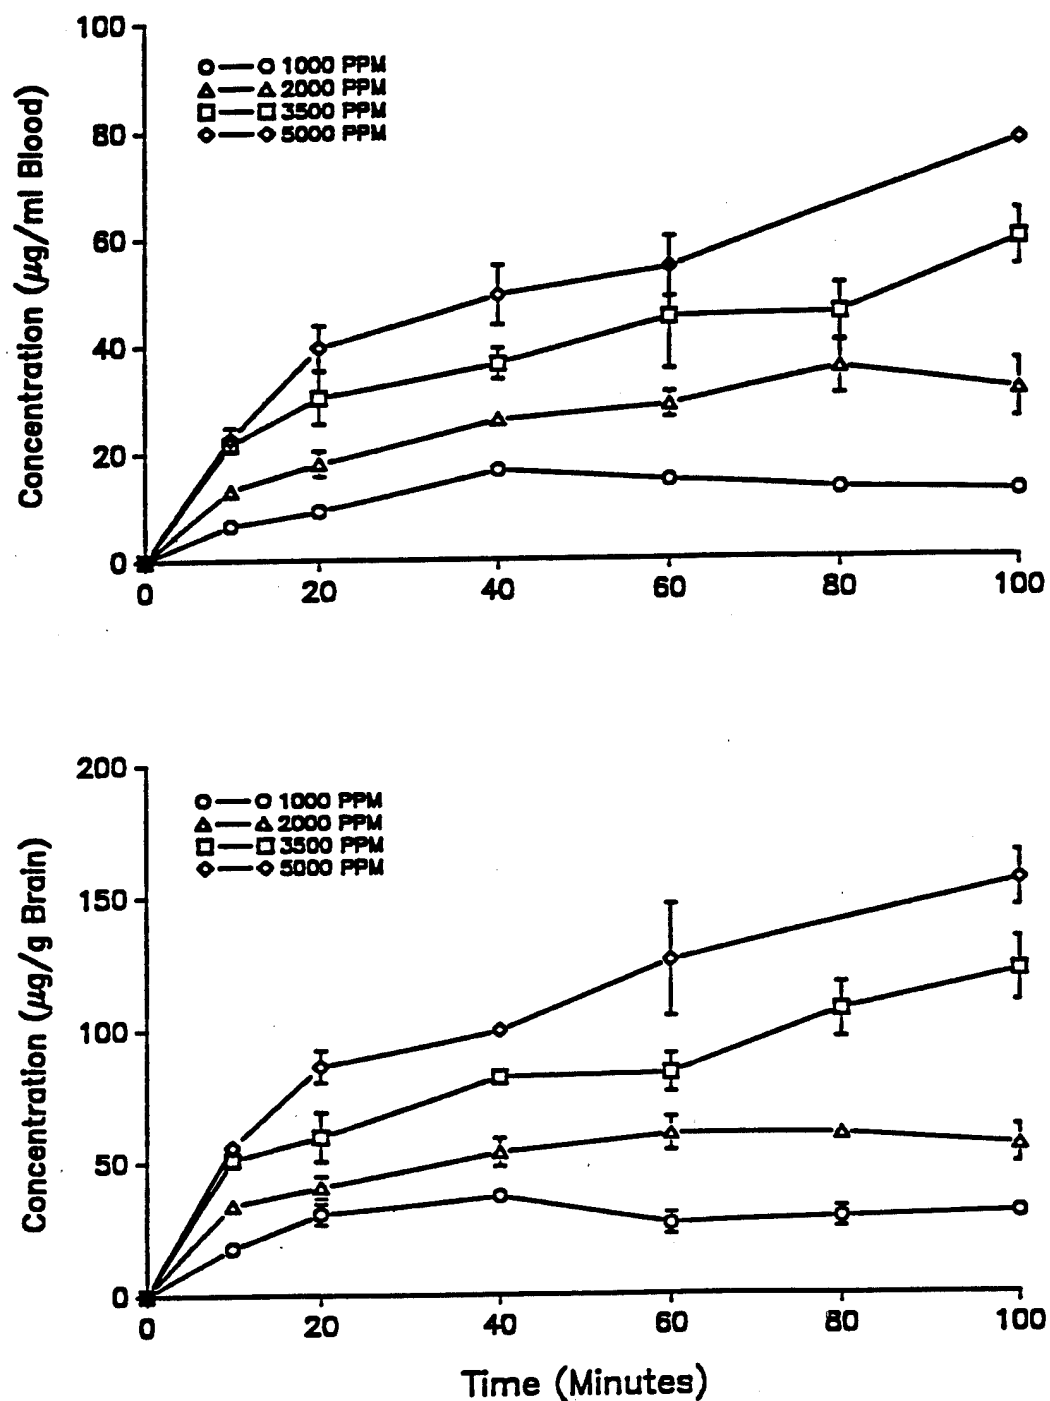 100
80
60
40
20
0
Concentration (μg/ml Blood)
1000 PPM
2000 PPM
3500 PPM
5000 PPM
0 20 40 60 80 100
200
150
100
50
0
Concentration (μg/g Brain)
1000 PPM
2000 PPM
3500 PPM
5000 PPM
0 20 40 60 80 100
Time (Minutes)